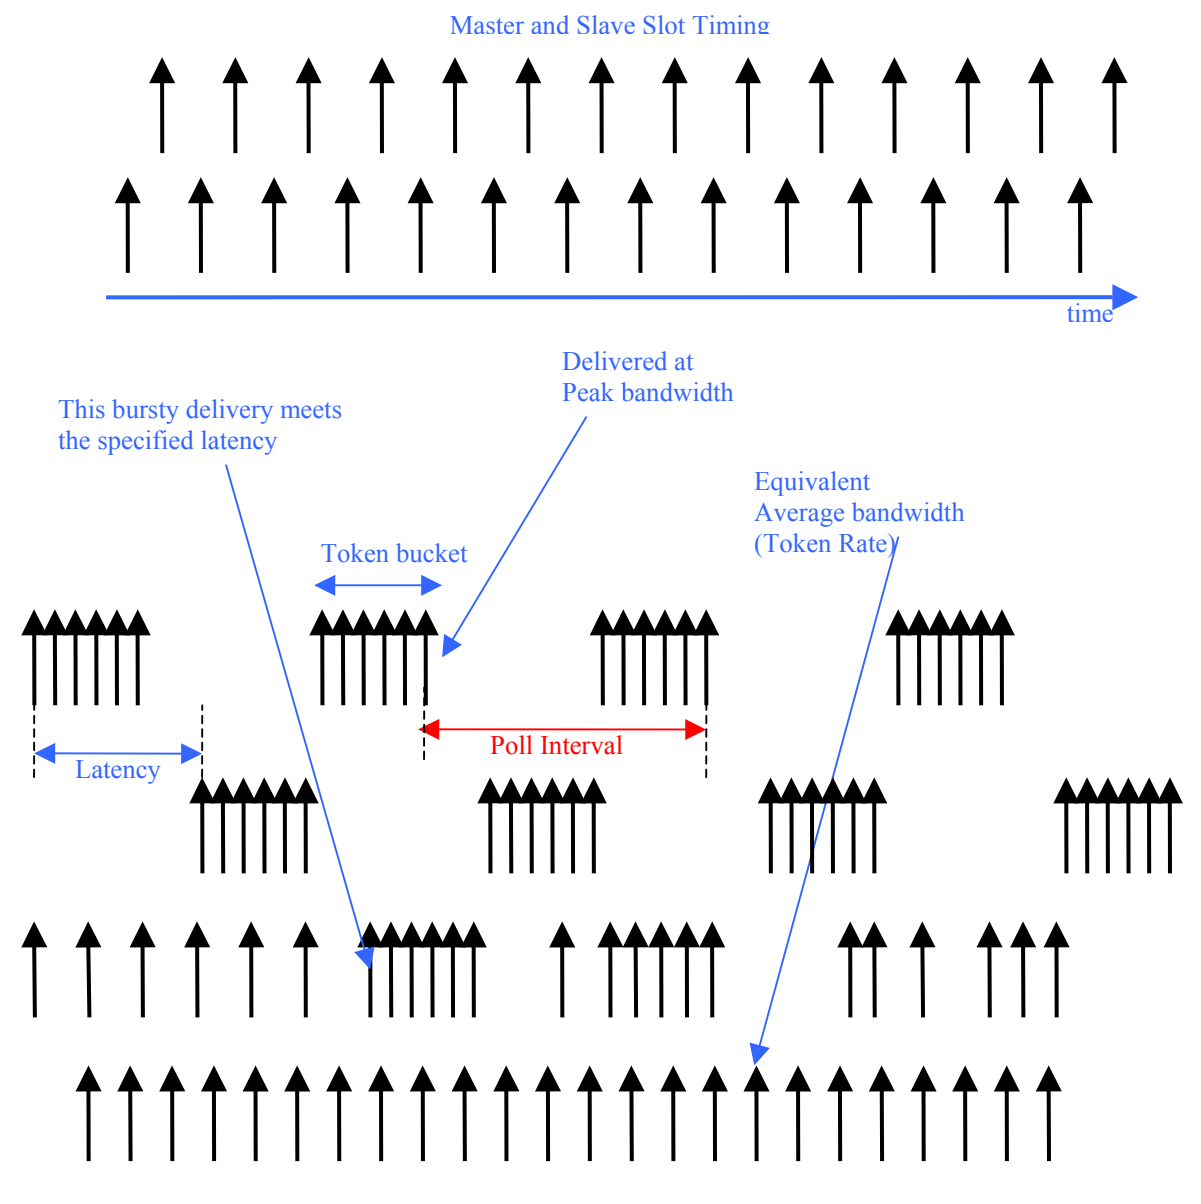 Master and Slave Slot Timing
time
Delivered at
Peak bandwidth
This bursty delivery meets
the specified latency
Equivalent
Average bandwidth
(Token Rate)
Token bucket
Poll Interval
Latency